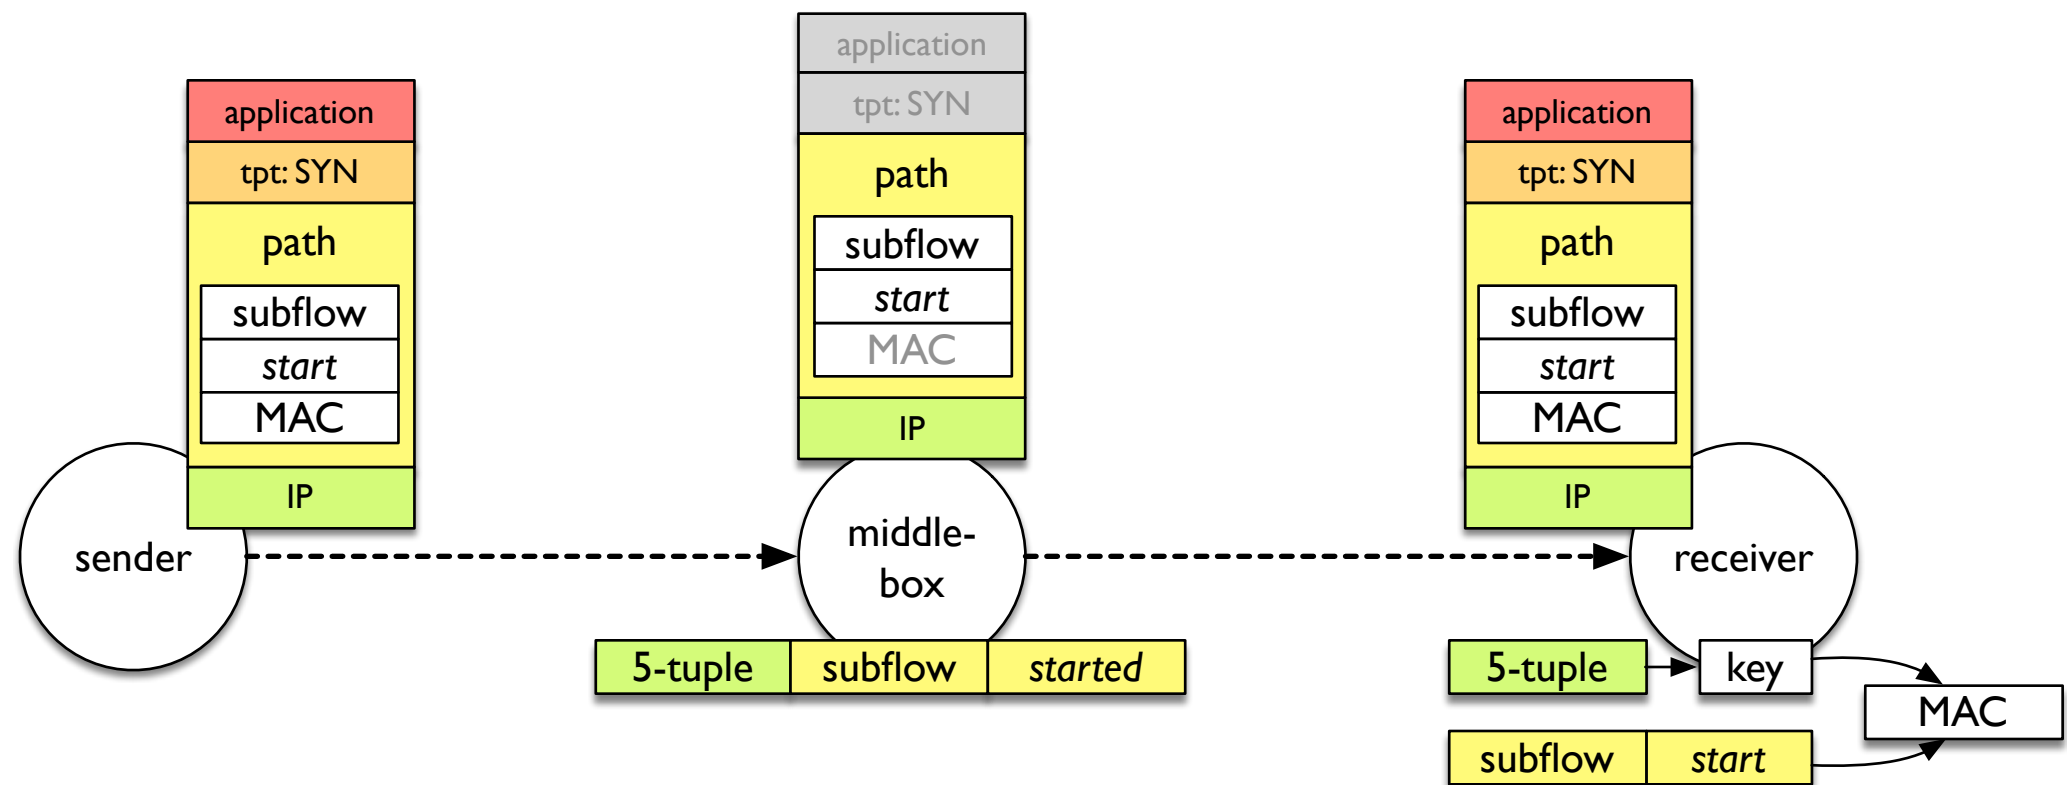 application
tpt: SYN
path
subflow
start
MAC
IP
sender
application
tpt: SYN
path
subflow
start
MAC
IP
middle-
box
5-tuple subflow started
application
tpt: SYN
path
subflow
start
MAC
IP
receiver
5-tuple key
MAC
subflow start